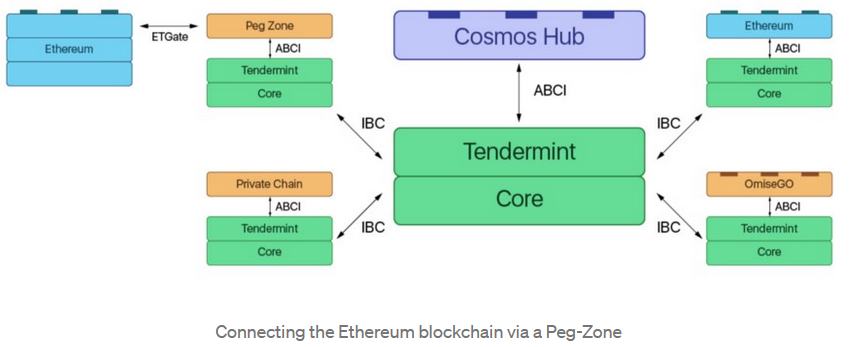 Ethereum
ETGate
Peg Zone
ABCI
Tendermint
Core
IBC
Private Chain
ABCI
Tendermint
Core
IBC
Cosmos Hub
ABCI
Tendermint
Core
Ethereum
ABCI
Tendermint
Core
IBC
OmiseGO
ABCI
Tendermint
Core
IBC
Connecting the Ethereum blockchain via a Peg-Zone